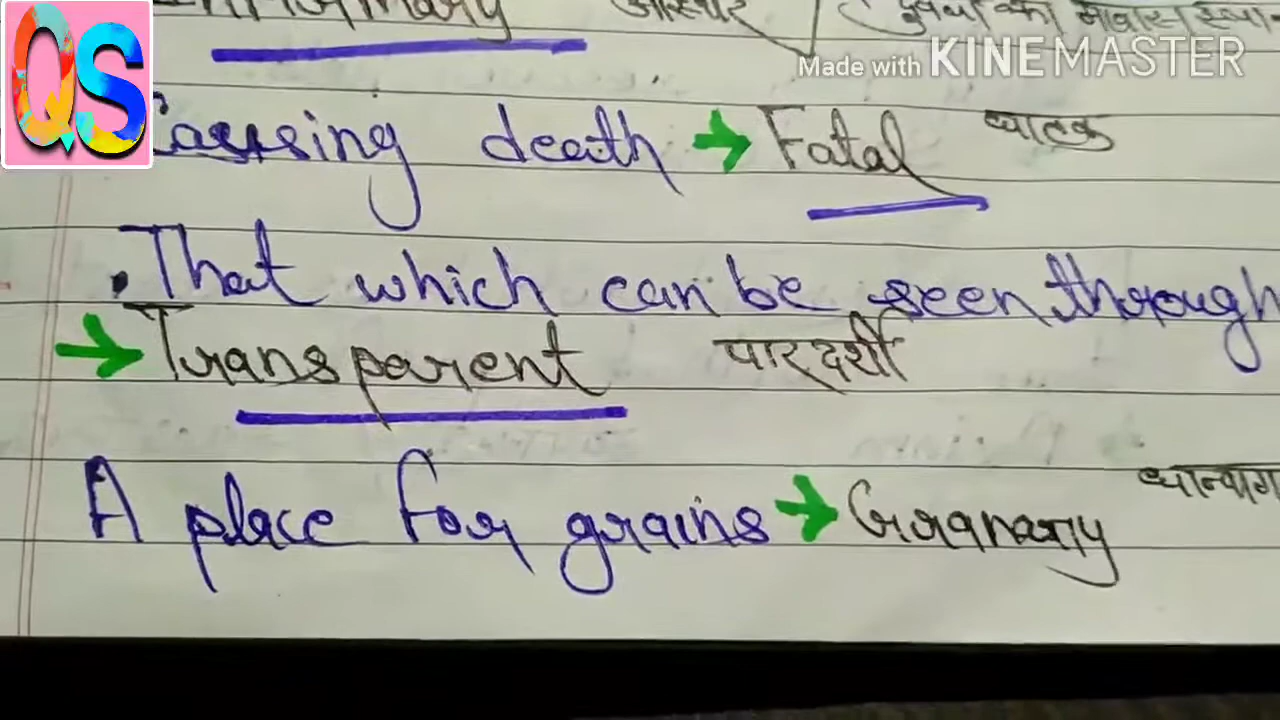 Made with KINEMASTER
QS
Causing death → Fatal घातक
. That which can be seen through
→ Transparent पारदर्शी
A place for grains → Granary